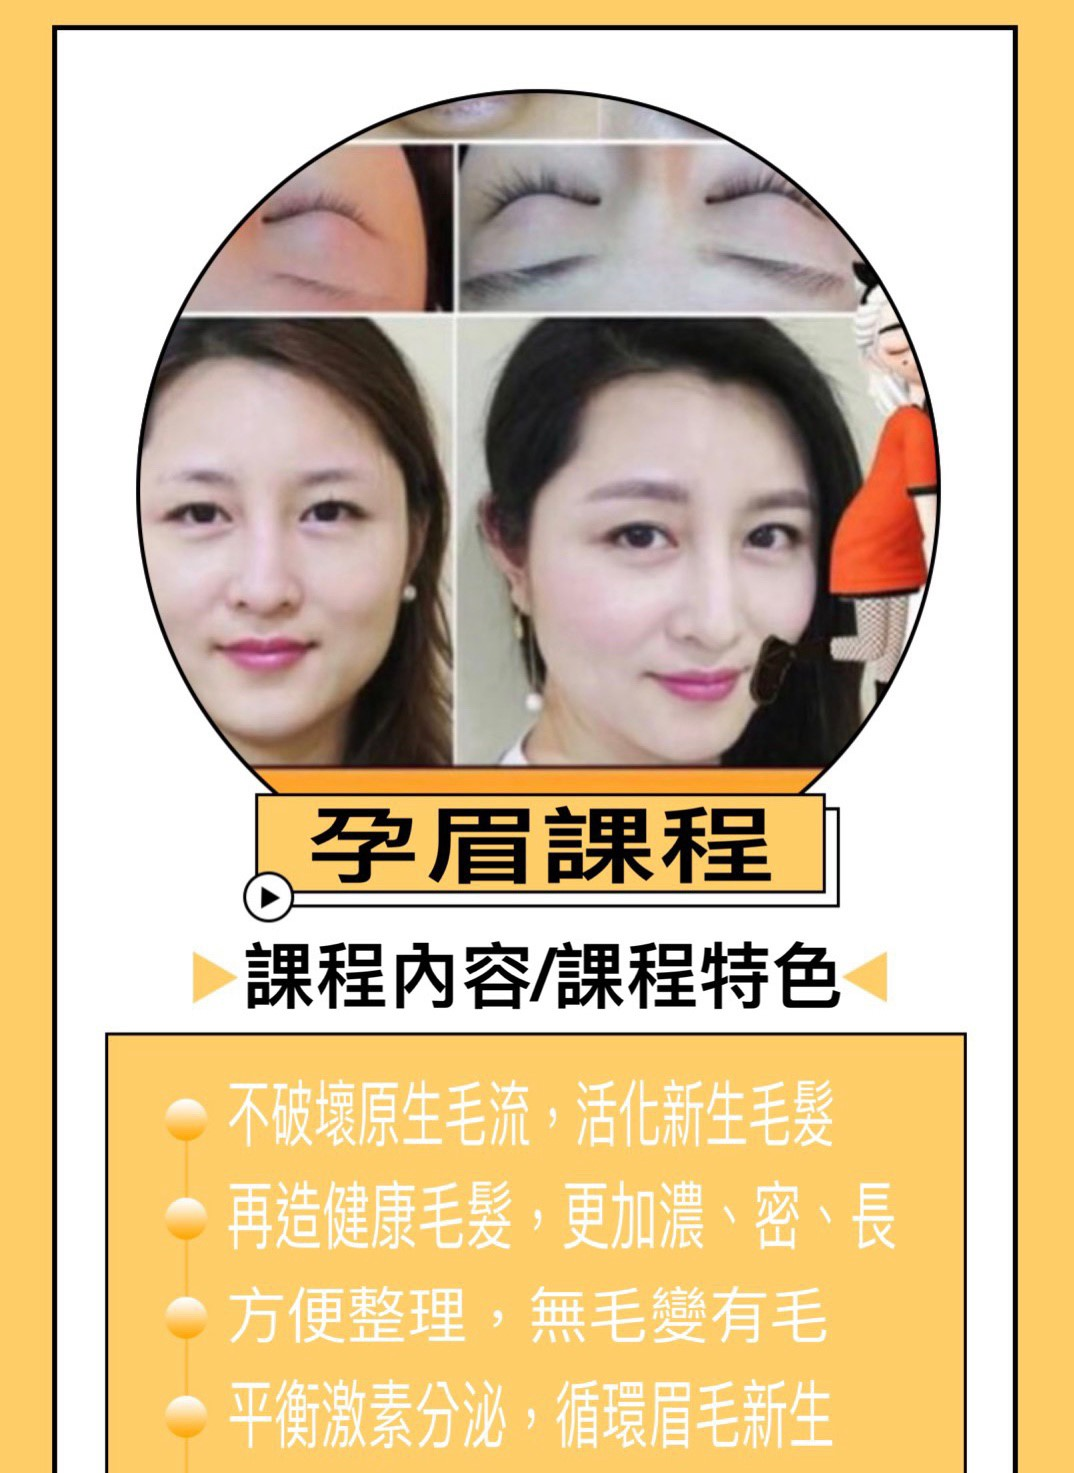 孕眉課程
課程內容/課程特色
不破壞原生毛流，活化新生毛髮
再造健康毛髮，更加濃、密、長
方便整理，無毛變有毛
平衡激素分泌，循環眉毛新生